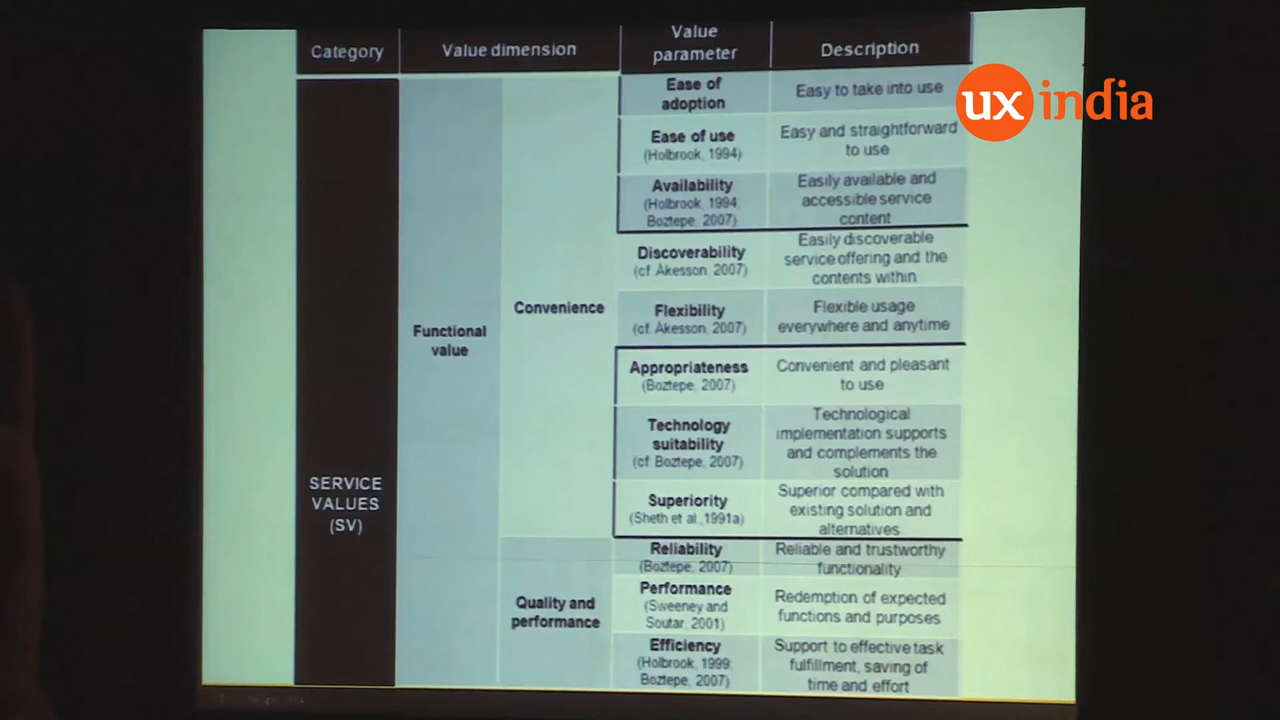 Category
Value dimension
Value
parameter
Description
ux india
SERVICE
VALUES
(SV)
Functional
value
Convenience
Ease of
adoption
Easy to take into use
Ease of use
(Holbrook, 1994)
Easy and straightforward
to use
Availability
(Holbrook, 1994;
Boztepe, 2007)
Easily available and
accessible service
content
Discoverability
(cf. Åkesson, 2007)
Easily discoverable
service offering and the
contents within
Flexibility
(cf. Åkesson, 2007)
Flexible usage
everywhere and anytime
Appropriateness
(Boztepe, 2007)
Convenient and pleasant
to use
Technology
suitability
(cf. Boztepe, 2007)
Technological
implementation supports
and complements the
solution
Superiority
(Sheth et al.,1991a)
Superior compared with
existing solution and
alternatives
Quality and
performance
Reliability
(Boztepe, 2007)
Reliable and trustworthy
functionality
Performance
(Sweeney and
Soutar, 2001)
Redemption of expected
functions and purposes
Efficiency
(Holbrook, 1999;
Boztepe, 2007)
Support to effective task
fulfillment, saving of
time and effort